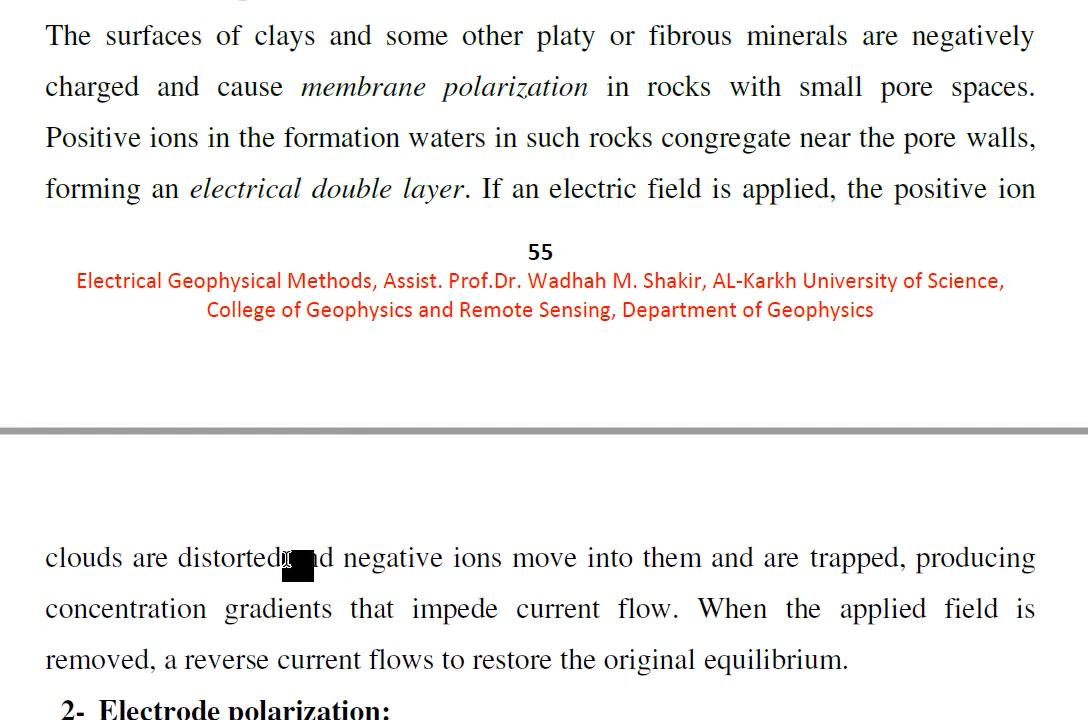 The surfaces of clays and some other platy or fibrous minerals are negatively
charged and cause membrane polarization in rocks with small pore spaces.
Positive ions in the formation waters in such rocks congregate near the pore walls,
forming an electrical double layer. If an electric field is applied, the positive ion
55
Electrical Geophysical Methods, Assist. Prof.Dr. Wadhah M. Shakir, AL-Karkh University of Science,
College of Geophysics and Remote Sensing, Department of Geophysics
clouds are distorted negative ions move into them and are trapped, producing
concentration gradients that impede current flow. When the applied field is
removed, a reverse current flows to restore the original equilibrium.
2- Electrode polarization: